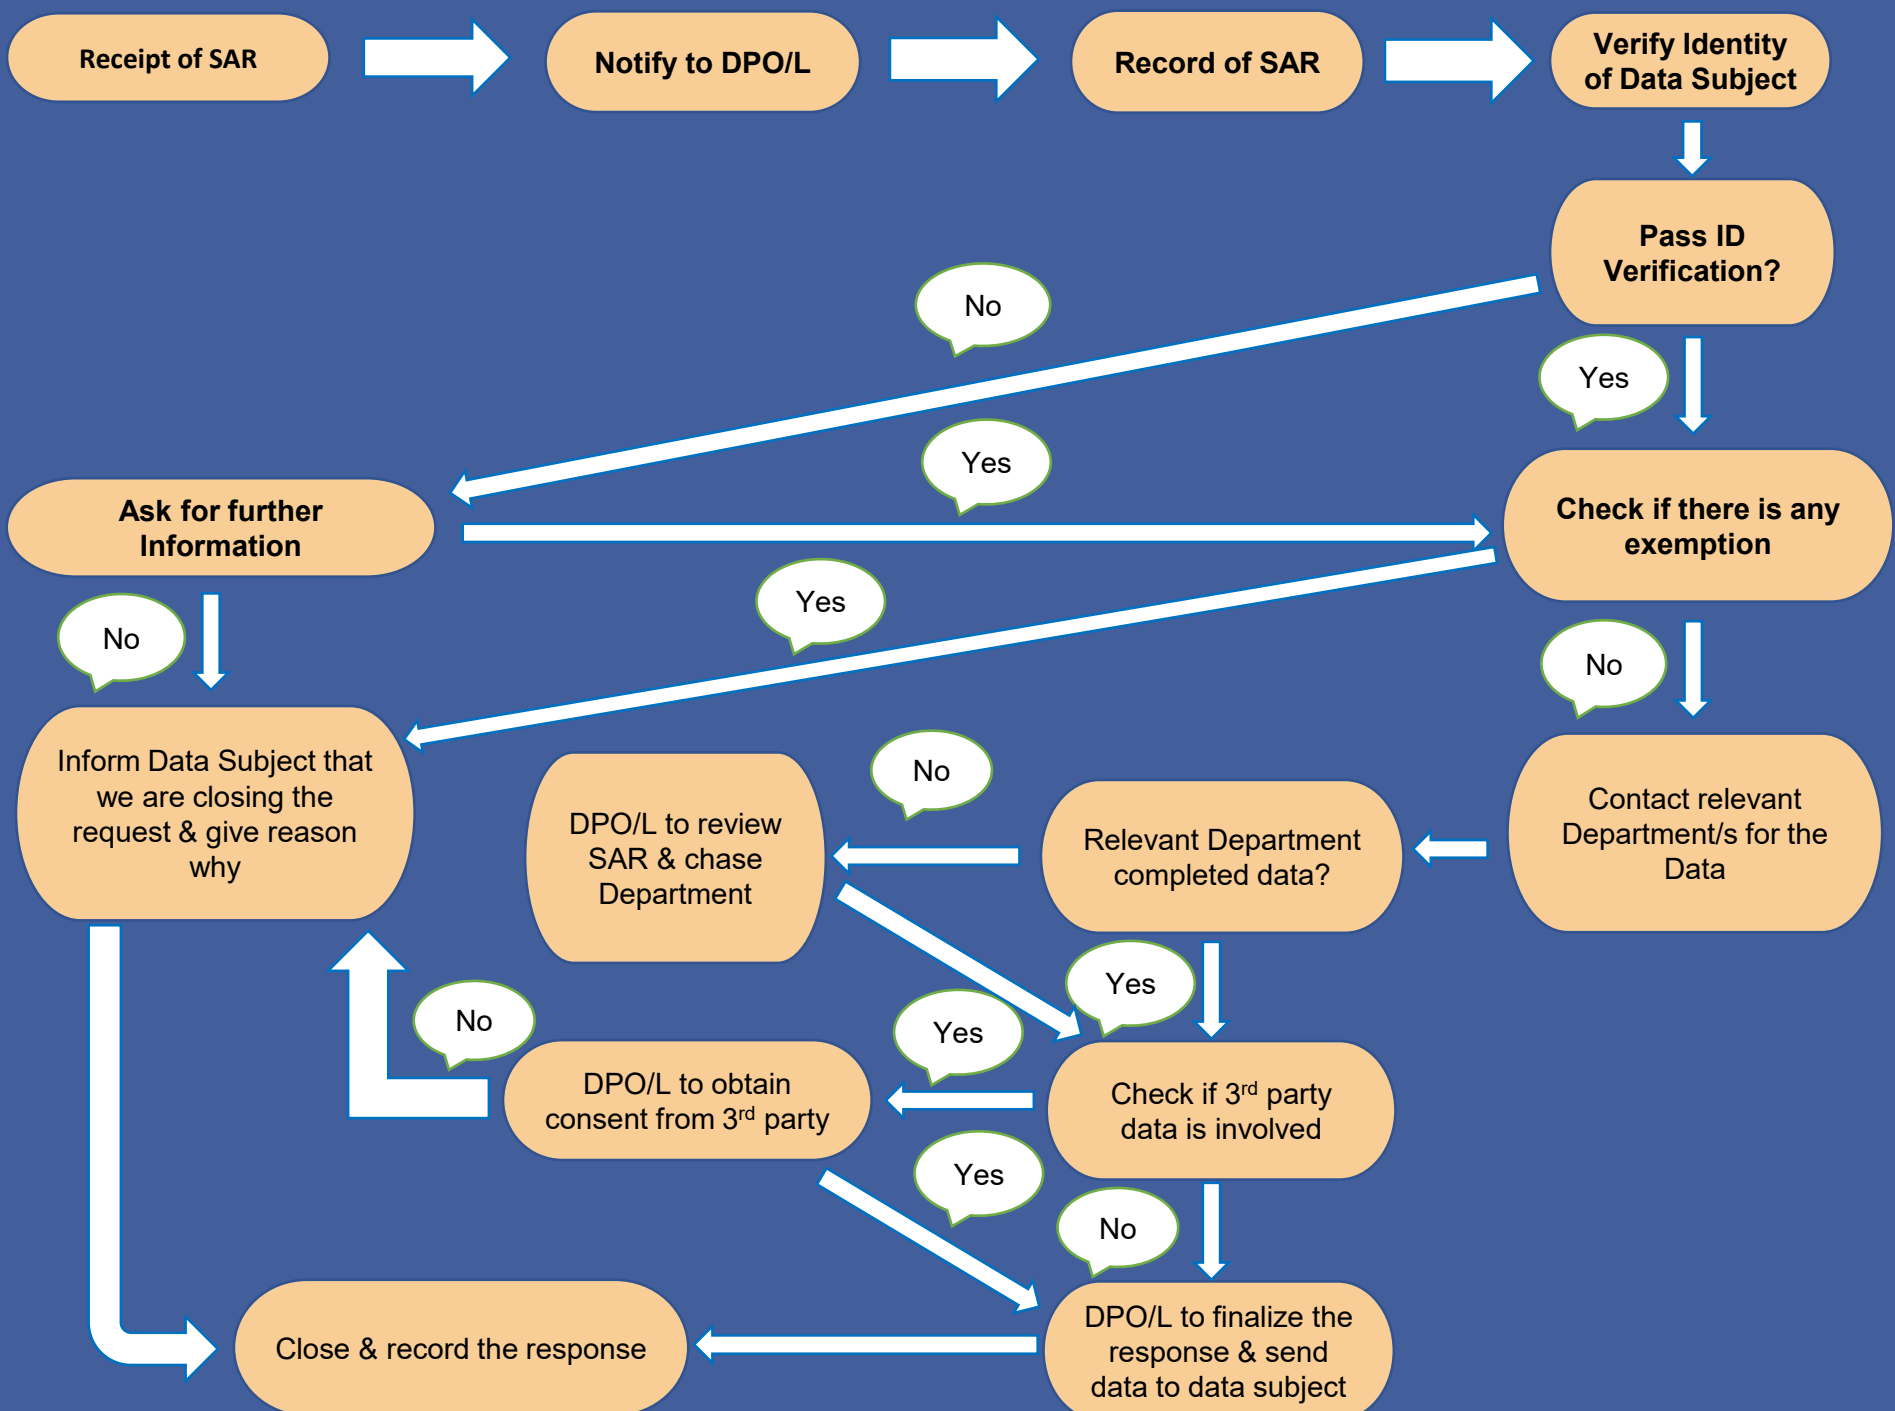 Receipt of SAR
Notify to DPO/L
Record of SAR
Verify Identity
of Data Subject
Pass ID
Verification?
No
Yes
Yes
Ask for further
Information
Check if there is any
exemption
Yes
No
No
Inform Data Subject that
we are closing the
request & give reason
why
DPO/L to review
SAR & chase
Department
No
Relevant Department
completed data?
Contact relevant
Department/s for the
Data
Yes
Yes
No
DPO/L to obtain
consent from 3rd party
Check if 3rd party
data is involved
Yes
No
Close & record the response
DPO/L to finalize the
response & send
data to data subject